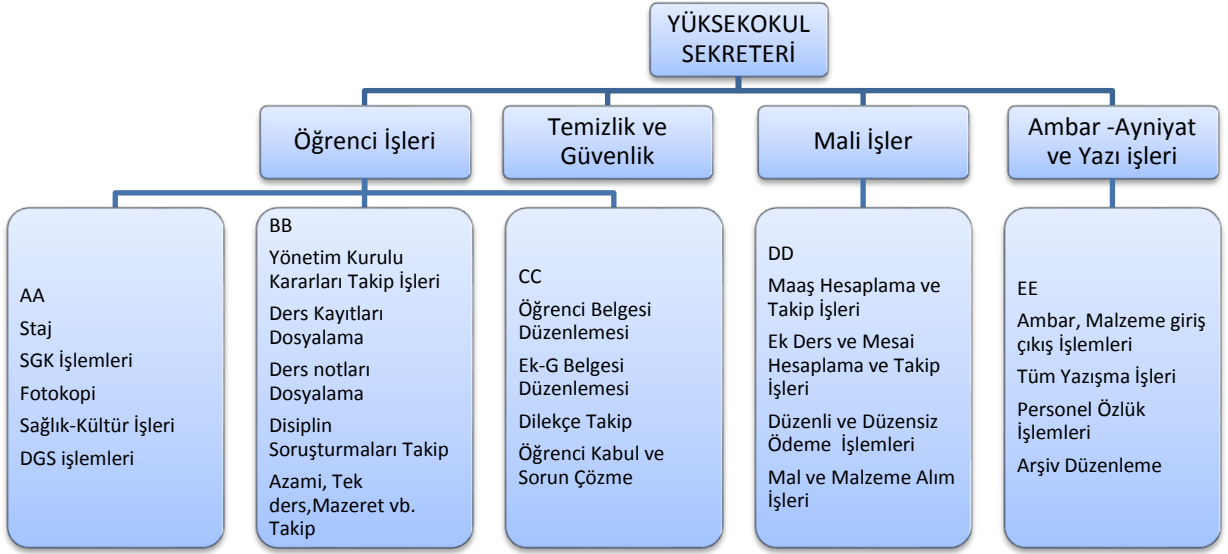 YÜKSEKOKUL
SEKRETERİ
Öğrenci İşleri
Temizlik ve
Güvenlik
Mali İşler
Ambar -Ayniyat
ve Yazı işleri
AA
Staj
SGK İşlemleri
Fotokopi
Sağlık-Kültür İşleri
DGS işlemleri
BB
Yönetim Kurulu
Kararları Takip İşleri
Ders Kayıtları
Dosyalama
Ders notları
Dosyalama
Disiplin
Soruşturmaları Takip
Azami, Tek
ders,Mazeret vb.
Takip
CC
Öğrenci Belgesi
Düzenlemesi
Ek-G Belgesi
Düzenlemesi
Dilekçe Takip
Öğrenci Kabul ve
Sorun Çözme
DD
Maaş Hesaplama ve
Takip İşleri
Ek Ders ve Mesai
Hesaplama ve Takip
İşleri
Düzenli ve Düzensiz
Ödeme İşlemleri
Mal ve Malzeme Alım
İşleri
EE
Ambar, Malzeme giriş
çıkış İşlemleri
Tüm Yazışma İşleri
Personel Özlük
İşlemleri
Arşiv Düzenleme